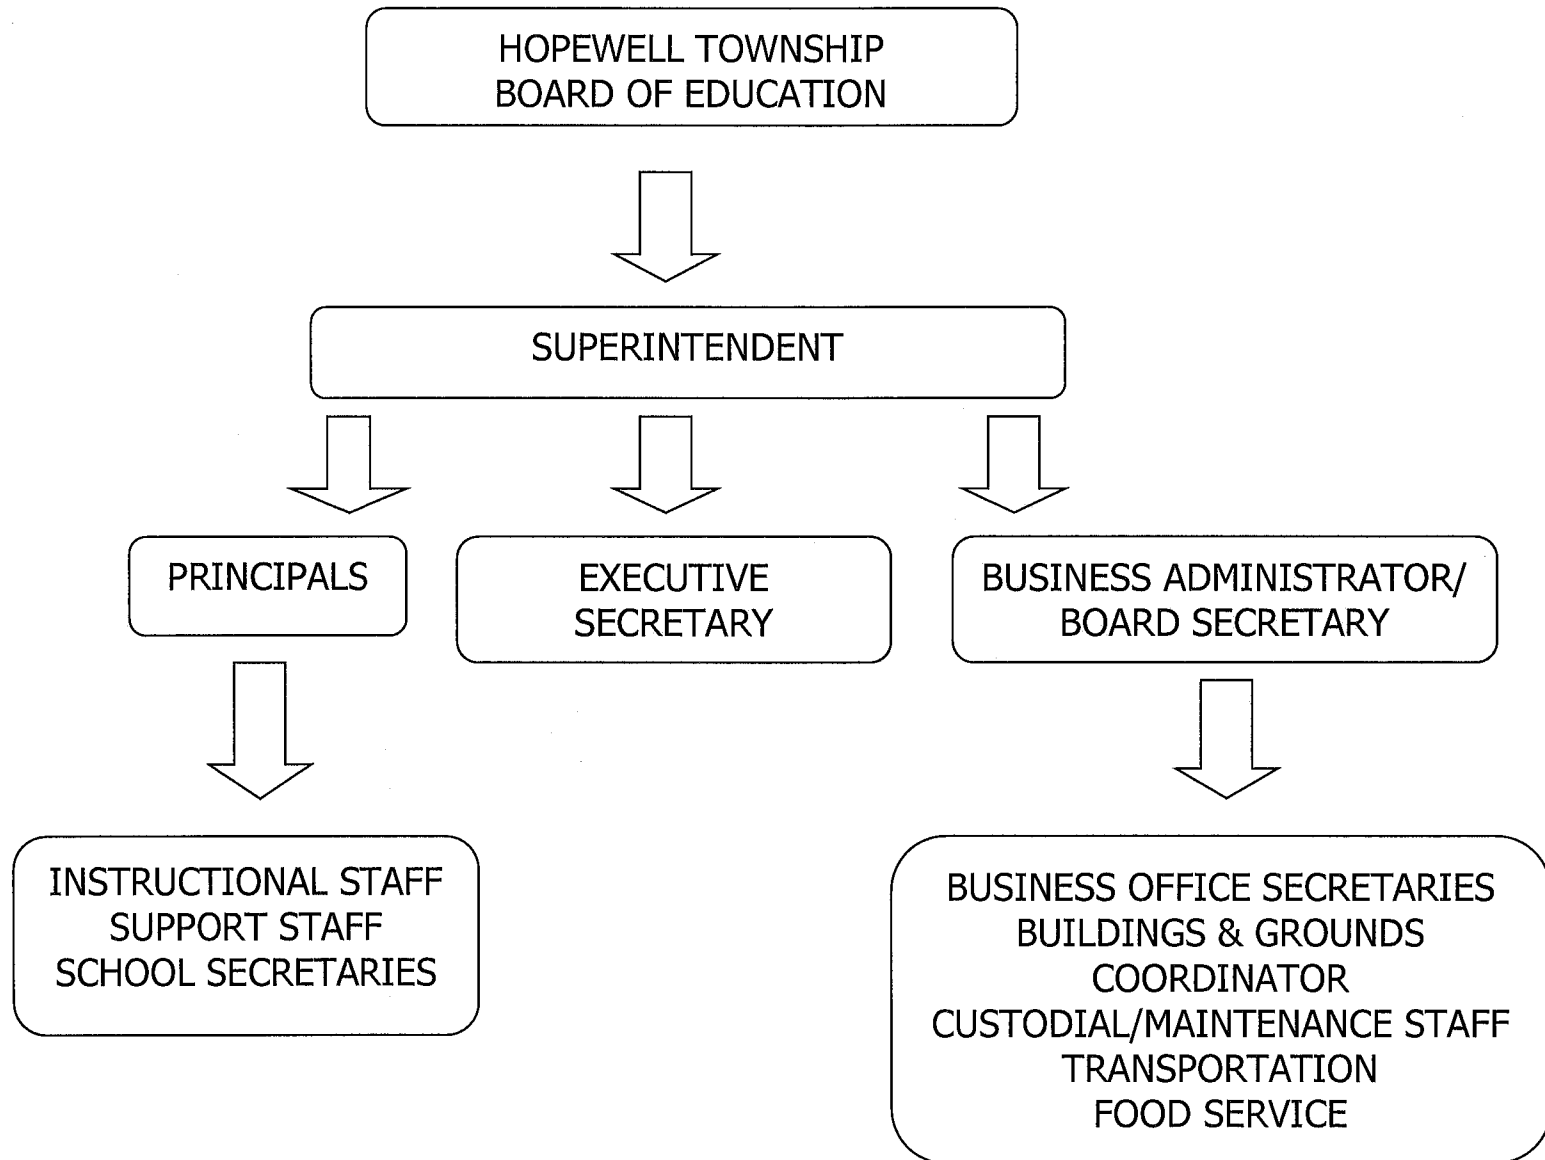 HOPEWELL TOWNSHIP
BOARD OF EDUCATION
SUPERINTENDENT
PRINCIPALS
EXECUTIVE
SECRETARY
BUSINESS ADMINISTRATOR/
BOARD SECRETARY
INSTRUCTIONAL STAFF
SUPPORT STAFF
SCHOOL SECRETARIES
BUSINESS OFFICE SECRETARIES
BUILDINGS & GROUNDS
COORDINATOR
CUSTODIAL/MAINTENANCE STAFF
TRANSPORTATION
FOOD SERVICE